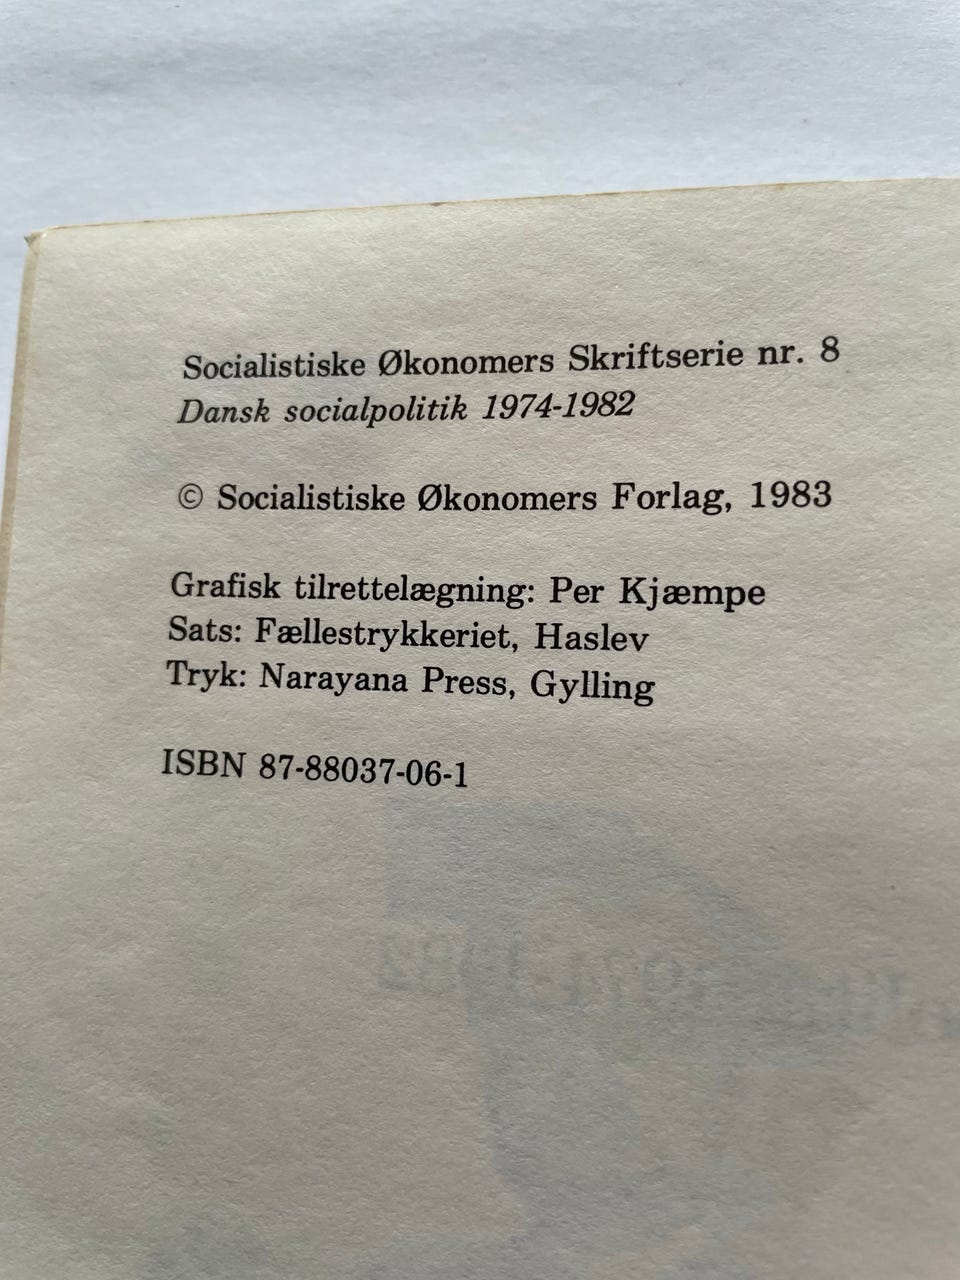 Socialistiske Økonomers Skriftserie nr. 8
Dansk socialpolitik 1974-1982
© Socialistiske Økonomers Forlag, 1983
Grafisk tilrettelægning: Per Kjæmpe
Sats: Fællestrykkeriet, Haslev
Tryk: Narayana Press, Gylling
ISBN 87-88037-06-1